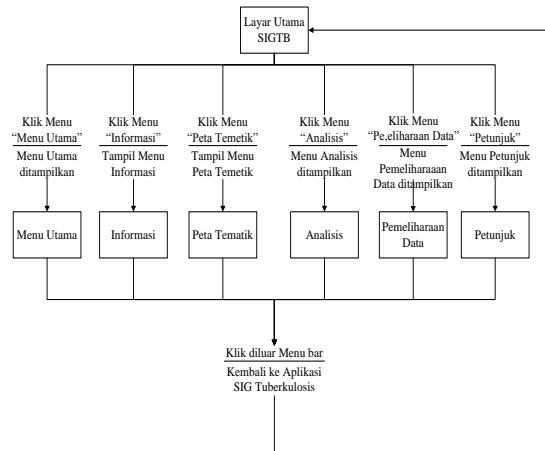 Layar Utama
SIGTB
Klik Menu
“Menu Utama”
Menu Utama
ditampilkan
Klik Menu
“Informasi”
Tampil Menu
Informasi
Klik Menu
“Peta Temetik”
Tampil Menu
Peta Temetik
Klik Menu
“Analisis”
Menu Analisis
ditampilkan
Klik Menu
“Pe,eliharaan Data”
Menu
Pemeliharaaan
Data ditampilkan
Klik Menu
“Petunjuk”
Menu Petunjuk
ditampilkan
Menu Utama
Informasi
Peta Tematik
Analisis
Pemeliharaan
Data
Petunjuk
Klik diluar Menu bar
Kembali ke Aplikasi
SIG Tuberkulosis